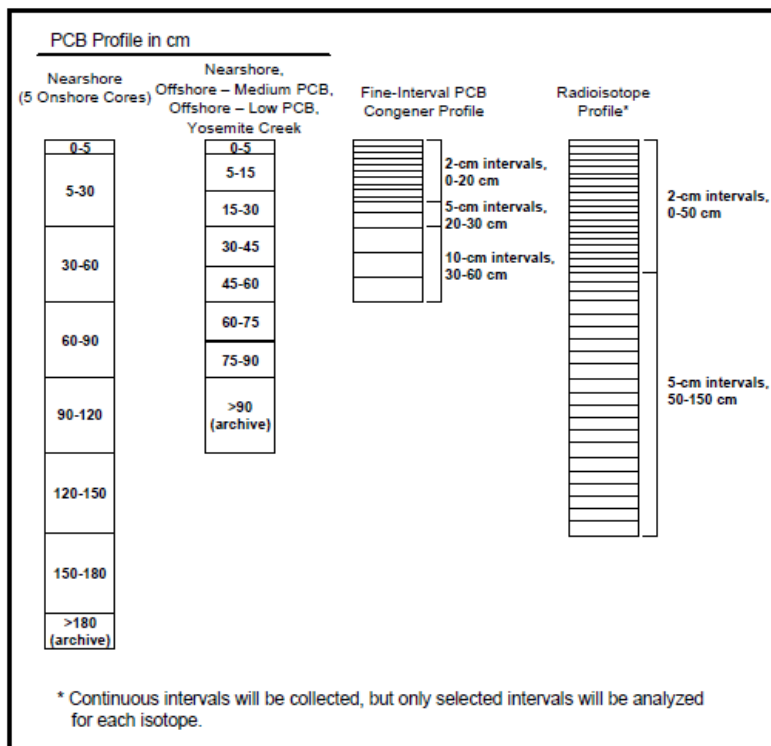 PCB Profile in cm
Nearshore
(5 Onshore Cores)
Nearshore,
Offshore – Medium PCB,
Offshore – Low PCB,
Yosemite Creek
Fine-Interval PCB
Congener Profile
Radioisotope
Profile*
0-5
5-30
30-60
60-90
90-120
120-150
150-180
>180
(archive)
0-5
5-15
15-30
30-45
45-60
60-75
75-90
>90
(archive)
2-cm intervals,
0-20 cm
5-cm intervals,
20-30 cm
10-cm intervals,
30-60 cm
2-cm intervals,
0-50 cm
5-cm intervals,
50-150 cm
* Continuous intervals will be collected, but only selected intervals will be analyzed
for each isotope.